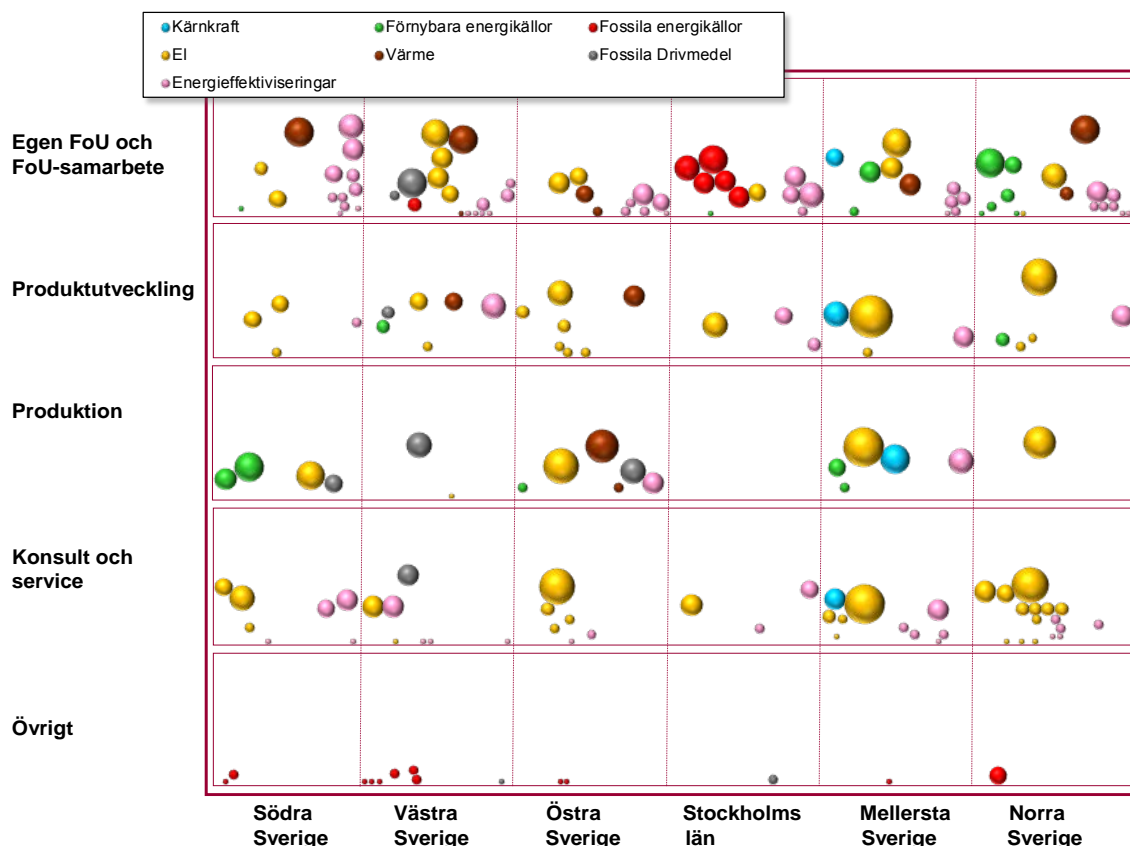 Kärnkraft Förnybara energikällor Fossila energikällor
El Värme Fossila Drivmedel
Energieffektiviseringar
Egen FoU och
FoU-samarbete
Produktutveckling
Produktion
Konsult och
service
Övrigt
Södra Västra Östra Stockholms Mellersta Norra
Sverige Sverige Sverige län Sverige Sverige